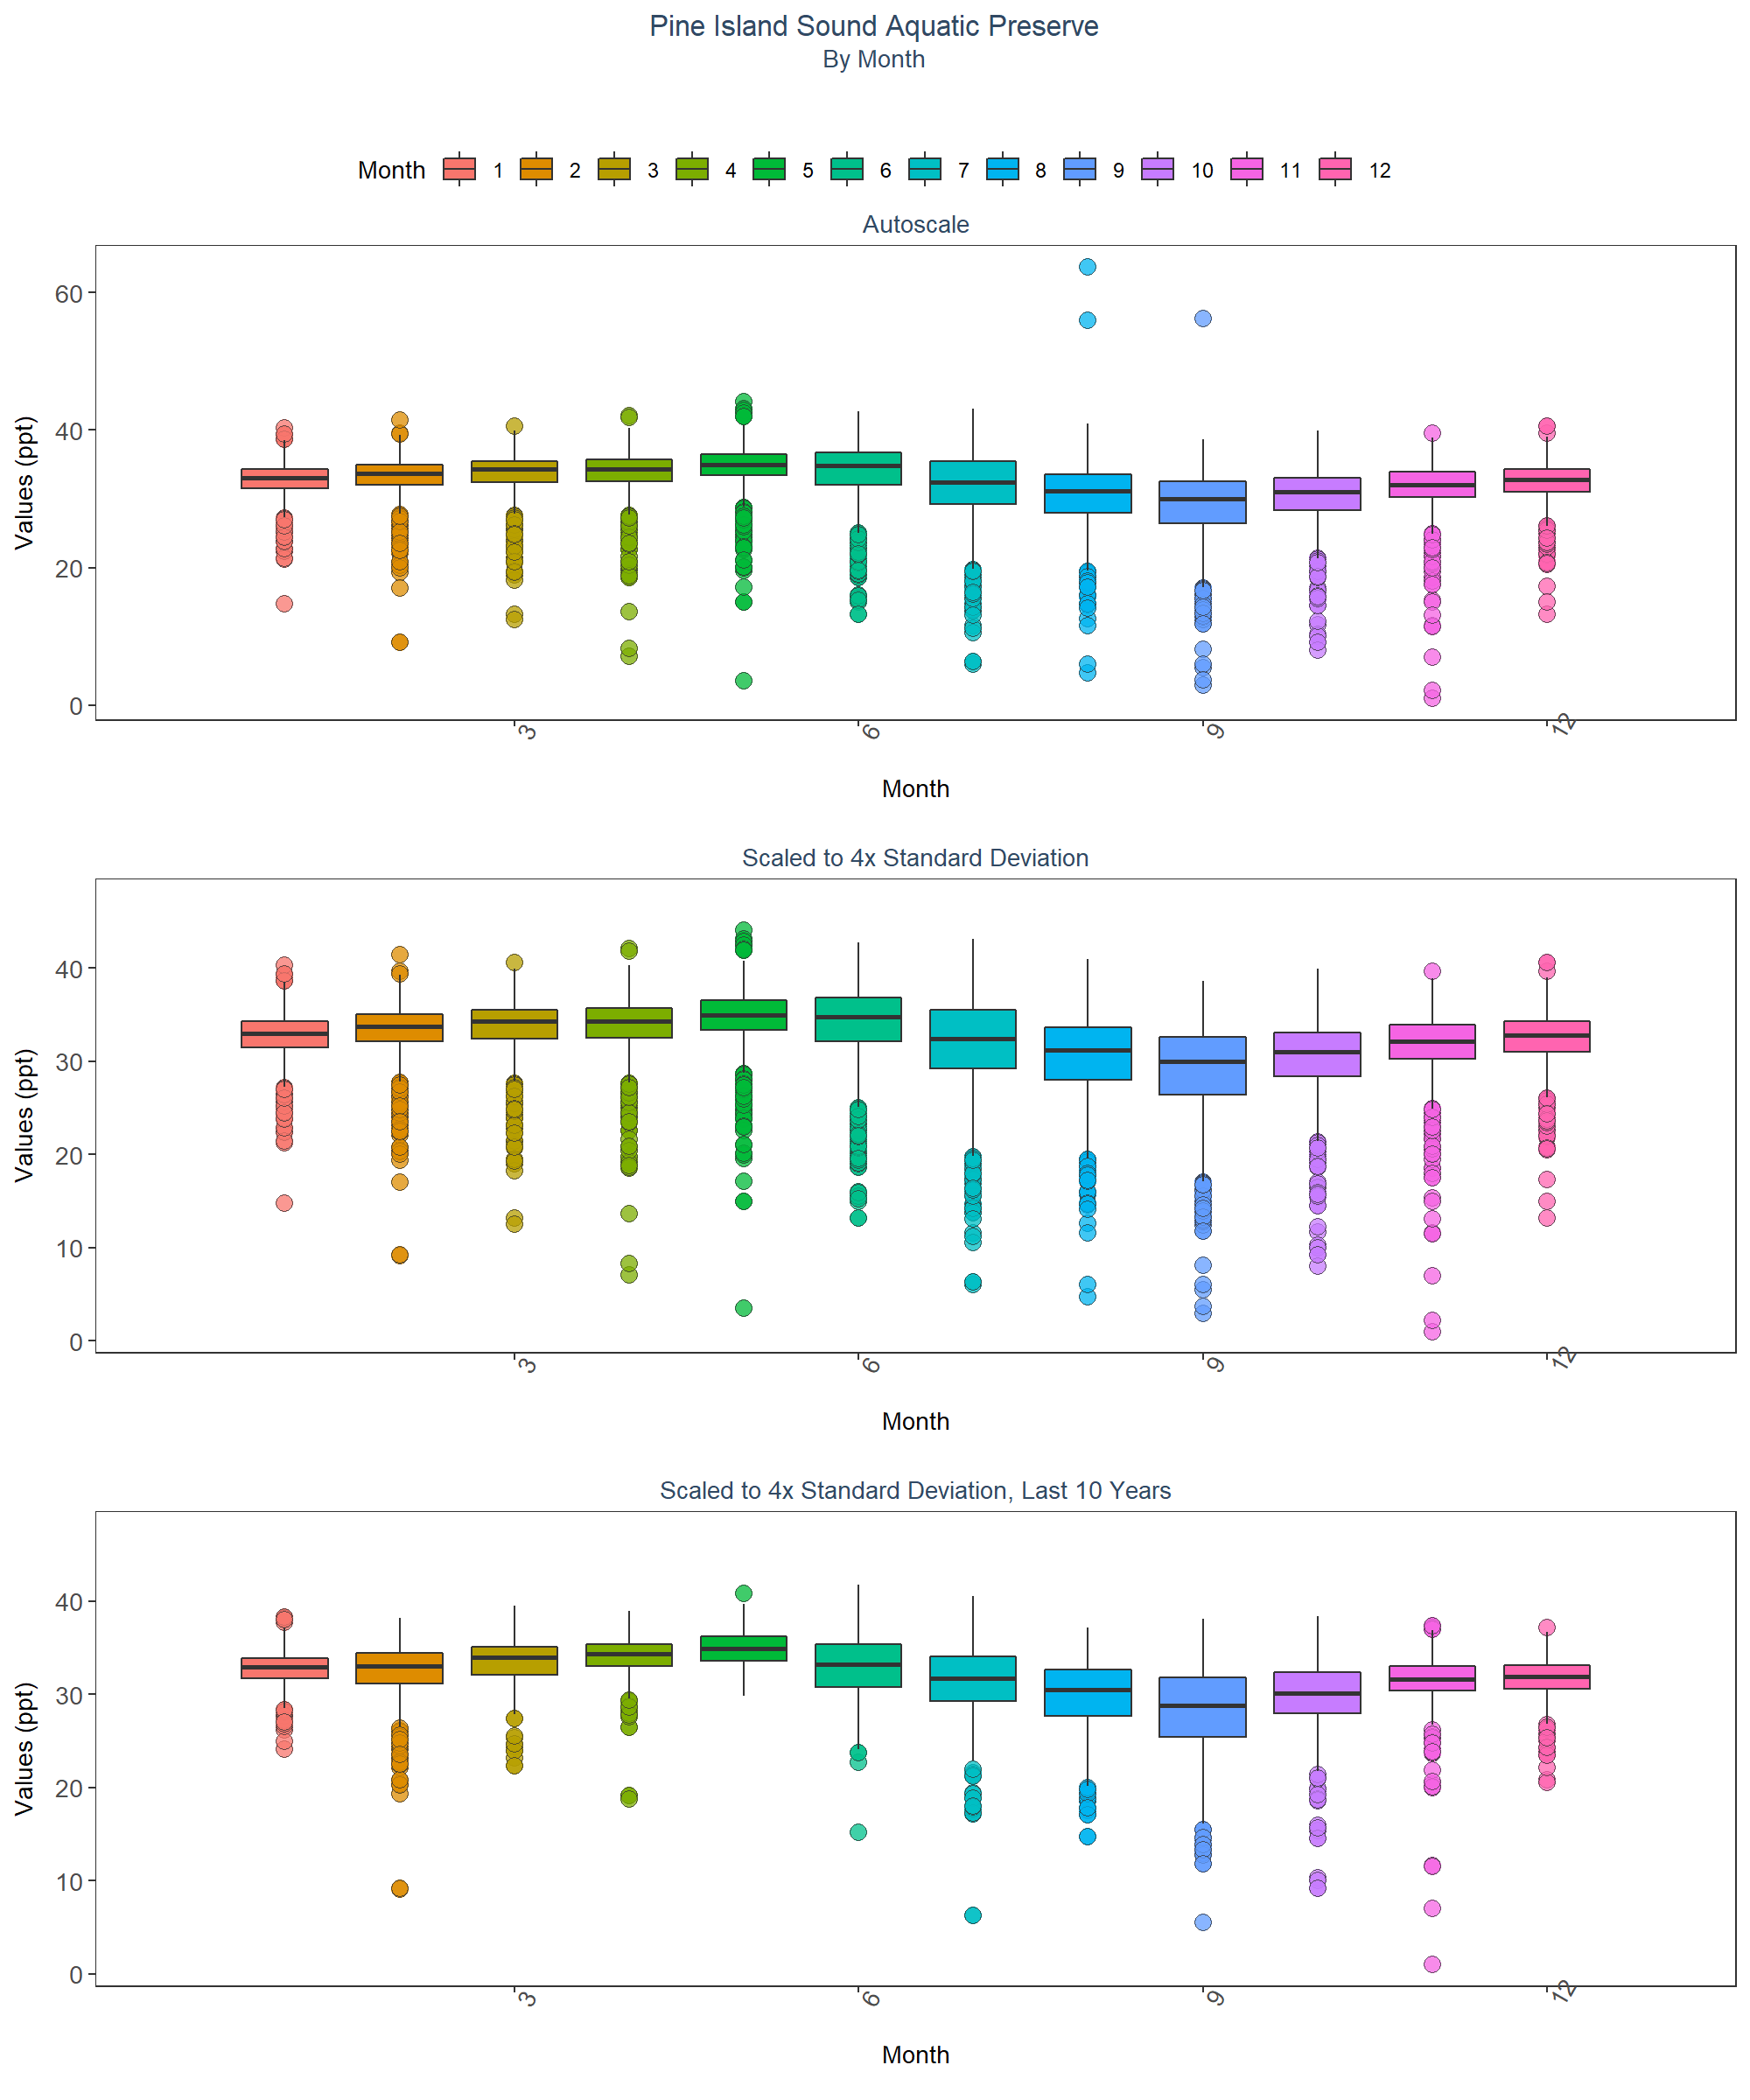 Pine Island Sound Aquatic Preserve
By Month
Month 1 2 3 4 5 6 7 8 9 10 11 12
Autoscale
Values (ppt)
60
40
20
0
3 6 9 12
Month
Scaled to 4x Standard Deviation
Values (ppt)
40
30
20
10
0
3 6 9 12
Month
Scaled to 4x Standard Deviation, Last 10 Years
Values (ppt)
40
30
20
10
0
3 6 9 12
Month